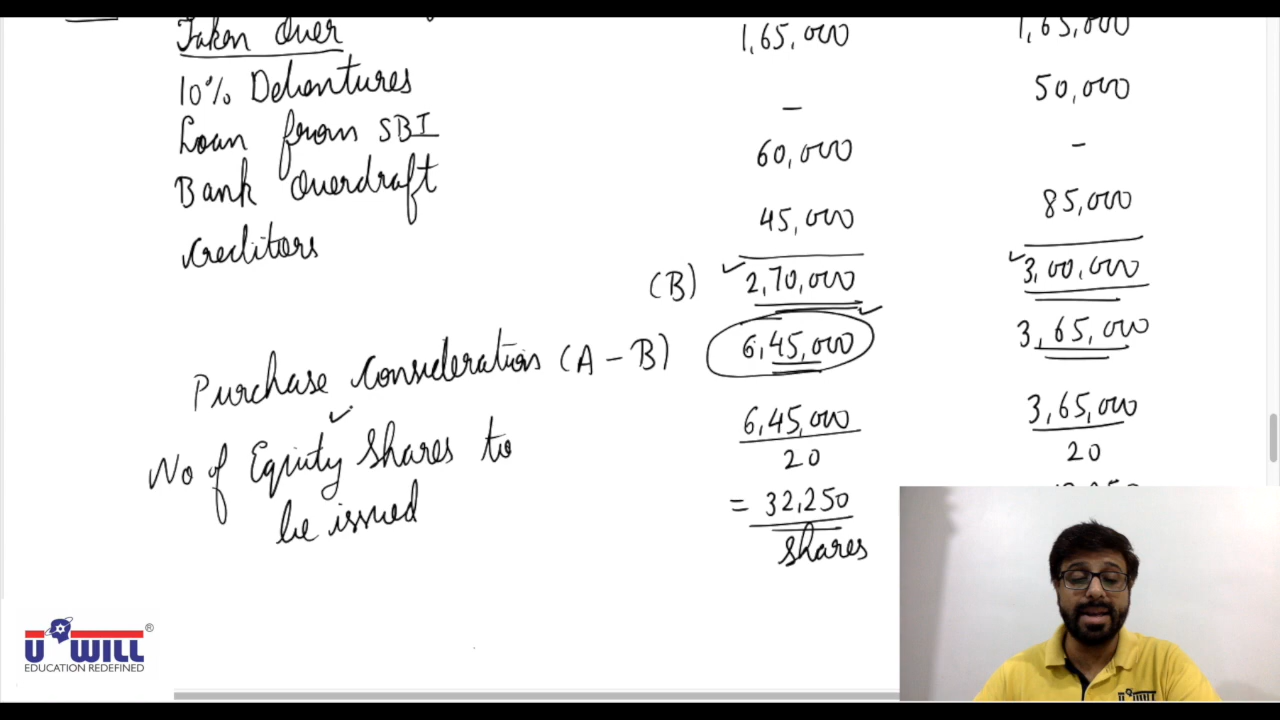 Taken Over 1,65,000 1,65,000
10% Debentures – 50,000
Loan from SBI 60,000 –
Bank Overdraft 45,000 85,000
Creditors
(B) 2,70,000 3,00,000
Purchase Consideration (A – B) 6,45,000 3,65,000
No of Equity Shares to 6,45,000 3,65,000
be issued 20 20
= 32,250
Shares
U WILL ®
EDUCATION REDEFINED
U WILL